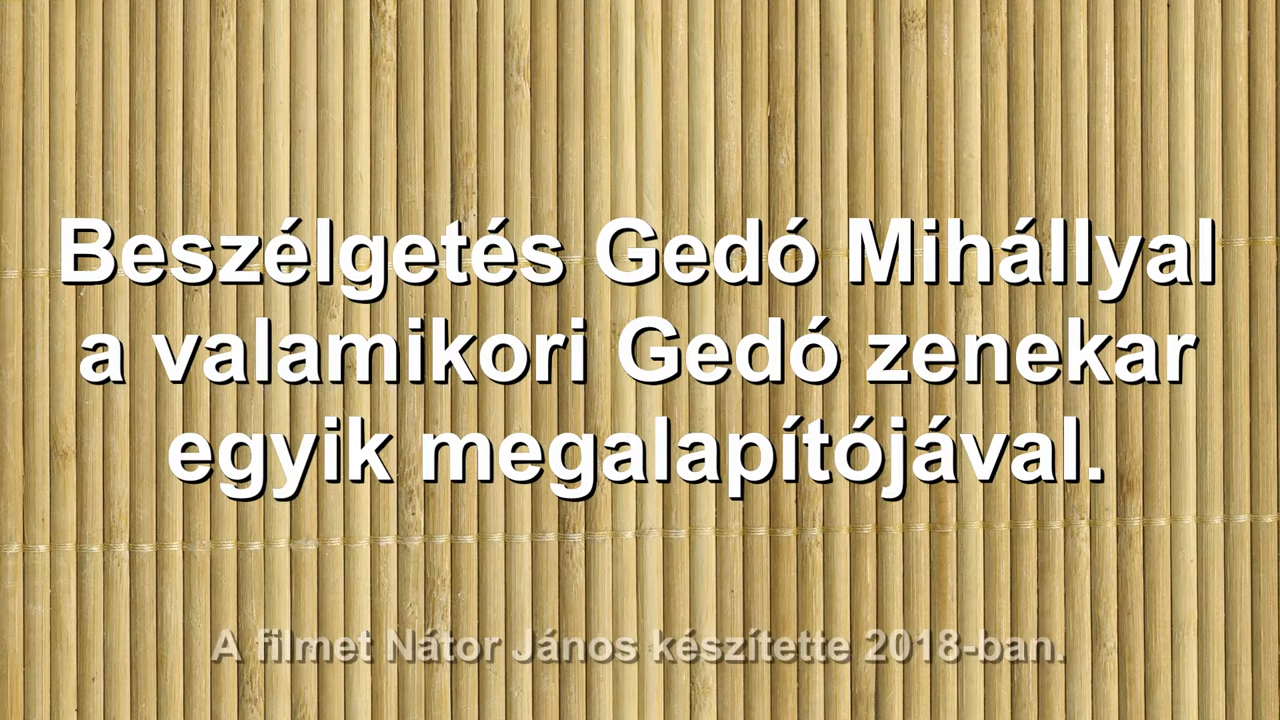 Beszélgetés Gedó Mihállyal
a valamikori Gedó zenekar
egyik megalapítójával.
A filmet Nátor János készítette 2018-ban.